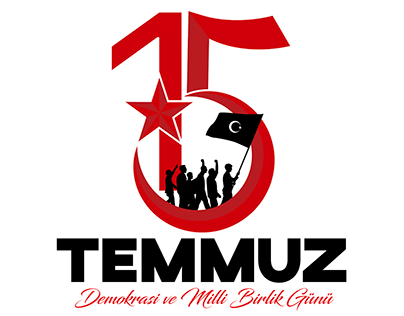 15
TEMMUZ
Demokrasi ve Milli Birlik Günü